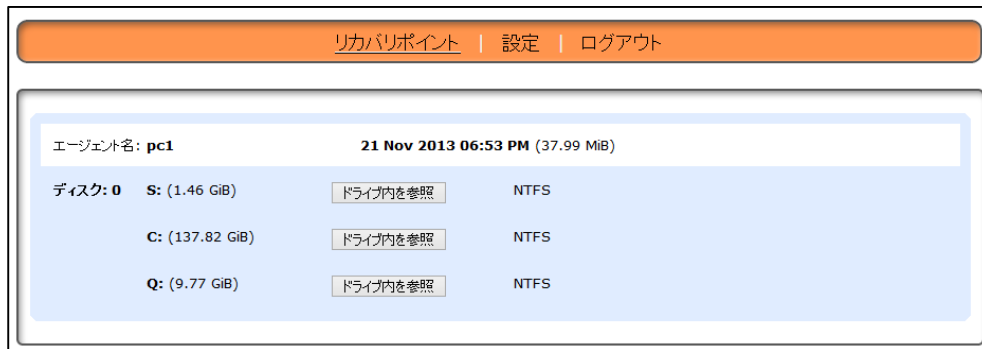 リカバリポイント | 設定 | ログアウト
エージェント名: pc1 21 Nov 2013 06:53 PM (37.99 MiB)
ディスク: 0 S: (1.46 GiB) ドライブ内を参照 NTFS
C: (137.82 GiB) ドライブ内を参照 NTFS
Q: (9.77 GiB) ドライブ内を参照 NTFS